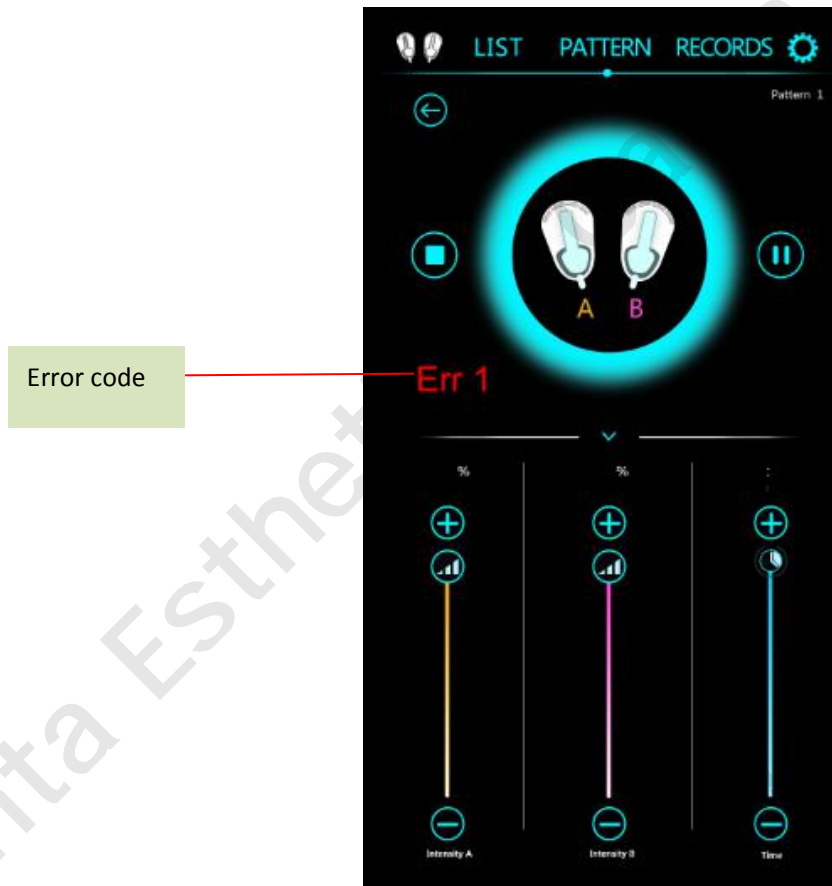 LIST PATTERN RECORDS
Pattern 1
A B
Error code
Err 1
% % :
Intensity A Intensity B Time